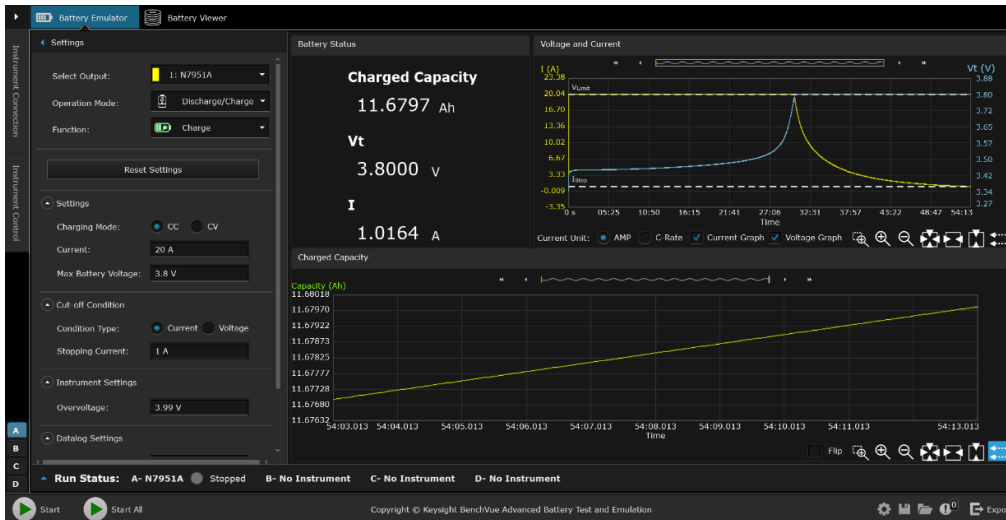 Battery Emulator
Battery Viewer
Instrument Connection
Instrument Control
Settings
Select Output:
1: N7951A
Operation Mode:
Discharge/Charge
Function:
Charge
Reset Settings
Settings
Charging Mode:
CC
CV
Current:
20 A
Max Battery Voltage:
3.8 V
Cut-off Condition
Condition Type:
Current
Voltage
Stopping Current:
1 A
Instrument Settings
Overvoltage:
3.99 V
Datalog Settings
Battery Status
Charged Capacity
11.6797 Ah
Vt
3.8000 V
I
1.0164 A
Voltage and Current
I (A)
Vt (V)
23.38
20.04
16.70
13.36
10.02
6.67
3.33
-0.009
-3.35
VLimit
IStop
3.88
3.80
3.72
3.65
3.57
3.50
3.42
3.34
3.27
0 s 05:25 10:50 16:15 21:41 27:06 32:31 37:57 43:22 48:47 54:13
Time
Current Unit:
AMP
C-Rate
Current Graph
Voltage Graph
Charged Capacity
Capacity (Ah)
11.68018
11.67970
11.67922
11.67873
11.67825
11.67777
11.67728
11.67680
11.67632
54:03.013 54:04.013 54:05.013 54:06.013 54:07.013 54:08.013 54:09.013 54:10.013 54:11.013 54:13.013
Time
Flip
A
B
C
D
Run Status: A- N7951A Stopped B- No Instrument C- No Instrument D- No Instrument
Start
Start All
Copyright © Keysight BenchVue Advanced Battery Test and Emulation
0
Expo